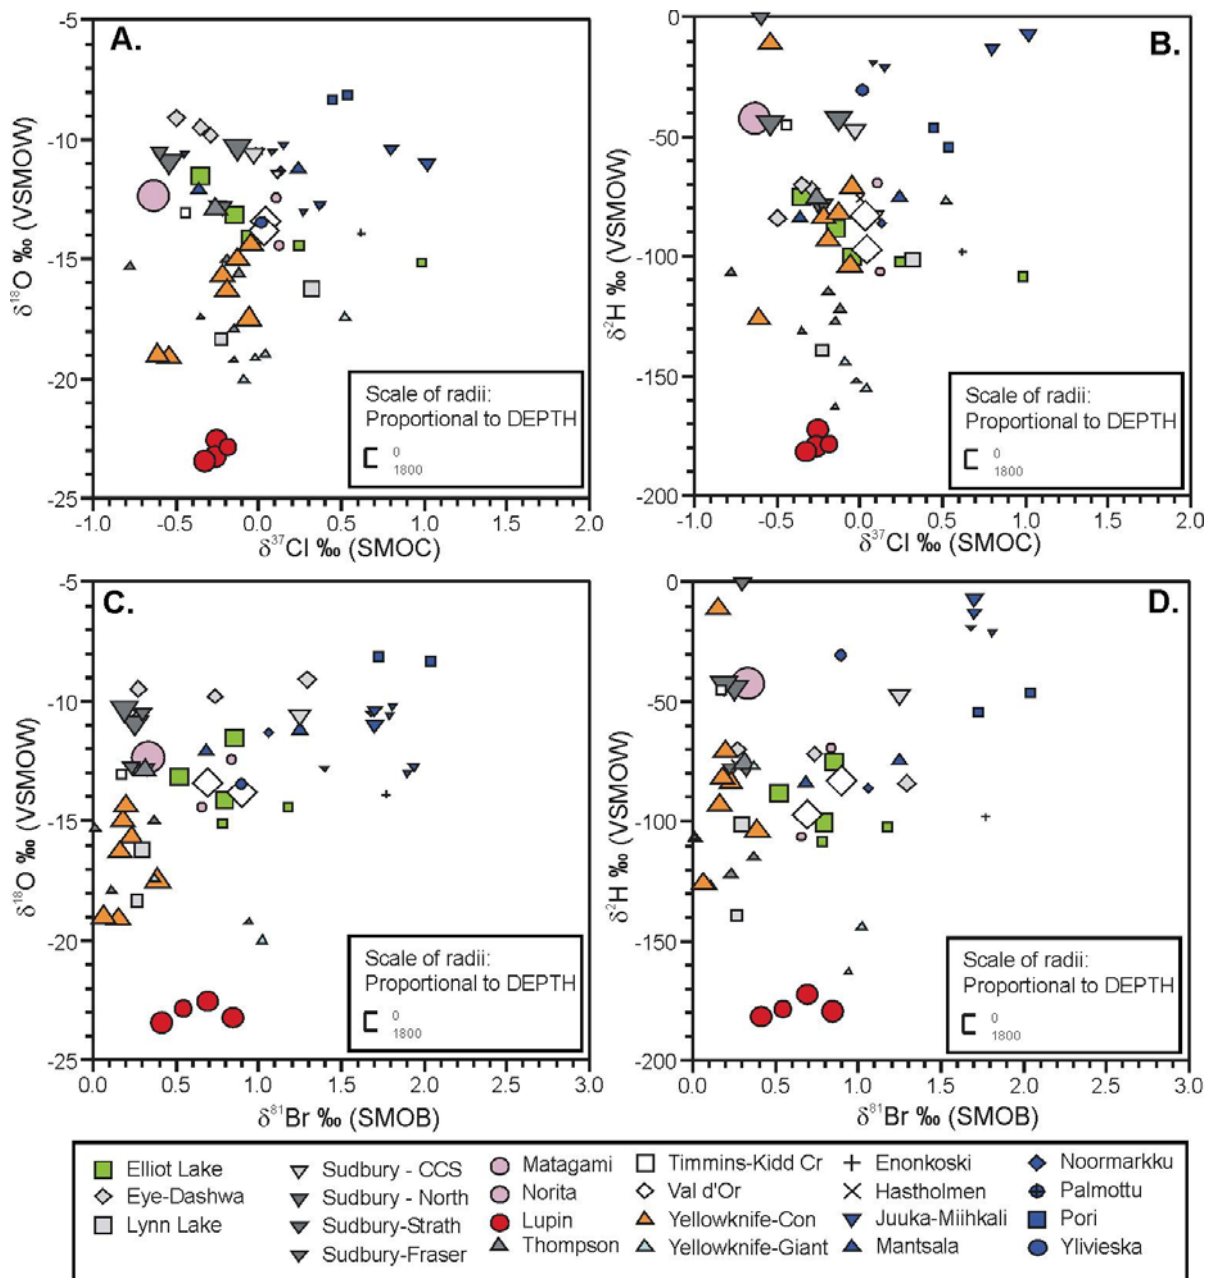 A.
-5
-10
-15
-20
-25
δ18O ‰ (VSMOW)
-1.0 -0.5 0.0 0.5 1.0 1.5 2.0
δ37Cl ‰ (SMOC)
Scale of radii:
Proportional to DEPTH
0
1800
B.
0
-50
-100
-150
-200
δ2H ‰ (VSMOW)
-1.0 -0.5 0.0 0.5 1.0 1.5 2.0
δ37Cl ‰ (SMOC)
Scale of radii:
Proportional to DEPTH
0
1800
C.
-5
-10
-15
-20
-25
δ18O ‰ (VSMOW)
0.0 0.5 1.0 1.5 2.0 2.5 3.0
δ81Br ‰ (SMOB)
Scale of radii:
Proportional to DEPTH
0
1800
D.
0
-50
-100
-150
-200
δ2H ‰ (VSMOW)
0.0 0.5 1.0 1.5 2.0 2.5 3.0
δ81Br ‰ (SMOB)
Scale of radii:
Proportional to DEPTH
0
1800
Elliot Lake
Eye-Dashwa
Lynn Lake
Sudbury - CCS
Sudbury - North
Sudbury-Strath
Sudbury-Fraser
Matagami
Norita
Lupin
Thompson
Timmins-Kidd Cr
Val d'Or
Yellowknife-Con
Yellowknife-Giant
Enonkoski
Hastholmen
Juuka-Miihkali
Mantsala
Noormarkku
Palmottu
Pori
Ylivieska